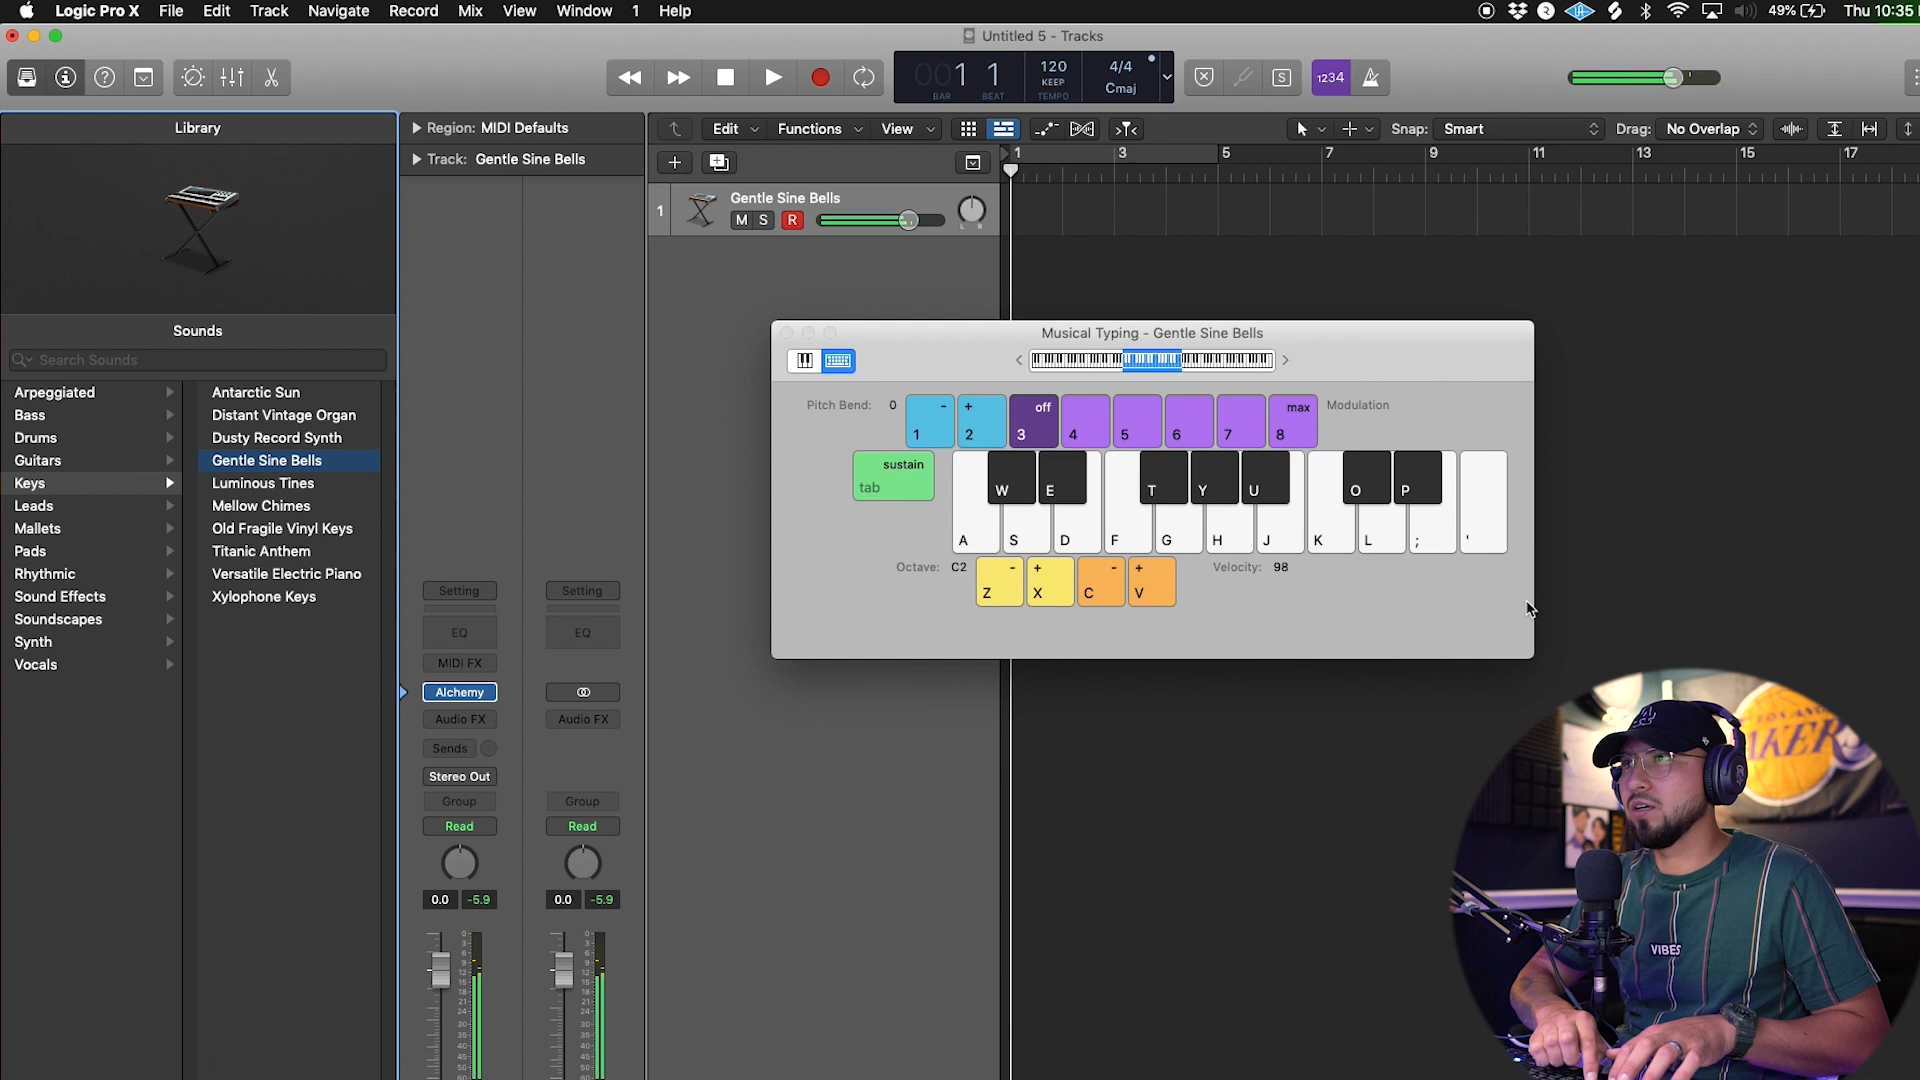 Logic Pro X File Edit Track Navigate Record Mix View Window 1 Help
49% Thu 10:35
Untitled 5 - Tracks
001 1
BAR BEAT
120
KEEP
TEMPO
4/4
Cmaj
S
1234
Library
Region: MIDI Defaults
Track: Gentle Sine Bells
Edit Functions View
Snap: Smart
Drag: No Overlap
1 3 5 7 9 11 13 15 17
1
Gentle Sine Bells
M S R
L R
Sounds
Search Sounds
Arpeggiated
Bass
Drums
Guitars
Keys
Leads
Mallets
Pads
Rhythmic
Sound Effects
Soundscapes
Synth
Vocals
Antarctic Sun
Distant Vintage Organ
Dusty Record Synth
Gentle Sine Bells
Luminous Tines
Mellow Chimes
Old Fragile Vinyl Keys
Titanic Anthem
Versatile Electric Piano
Xylophone Keys
Setting Setting
EQ EQ
MIDI FX
Alchemy
Audio FX Audio FX
Sends
Stereo Out
Group Group
Read Read
0.0 -5.9 0.0 -5.9
Musical Typing - Gentle Sine Bells
Pitch Bend: 0
- + off max
1 2 3 4 5 6 7 8
Modulation
sustain
tab
W E T Y U O P
A S D F G H J K L ; '
Octave: C2
- + - +
Z X C V
Velocity: 98
LOS ANG
AKER
VIBES